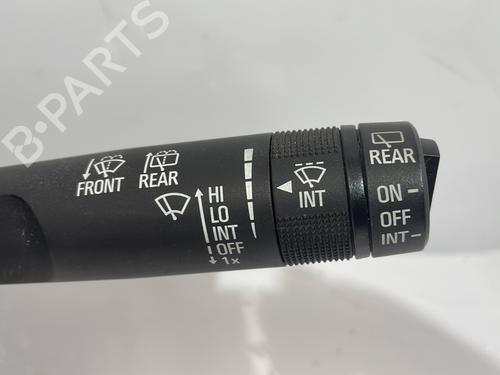 B-PARTS
FRONT
REAR
HI
LO
INT
OFF
1x
INT
REAR
ON
OFF
INT